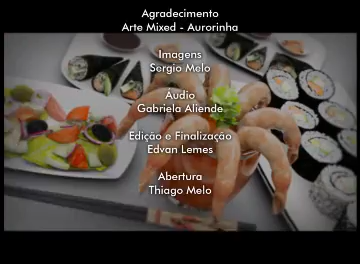 Agradecimento
Arte Mixed - Aurorinha
Imagens
Sergio Melo
Audio
Gabriela Aliende
Edição e Finalização
Edvan Lemes
Abertura
Thiago Melo